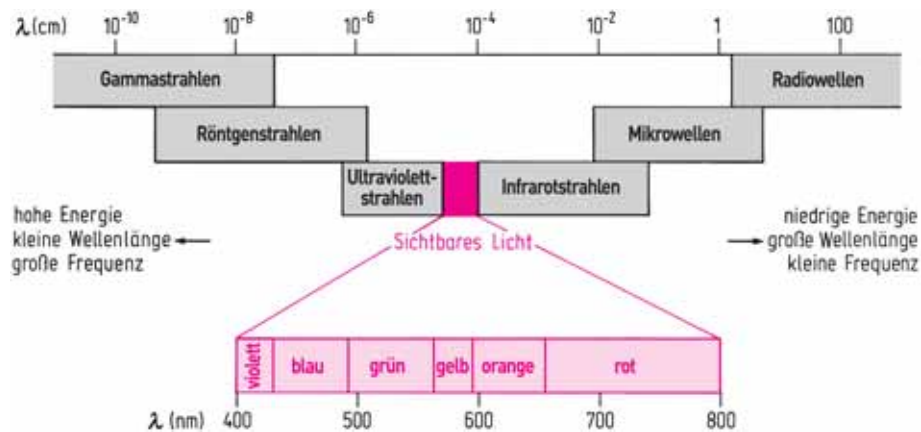 λ (cm) 10⁻¹⁰ 10⁻⁸ 10⁻⁶ 10⁻⁴ 10⁻² 1 100
Gammastrahlen
Radiowellen
Röntgenstrahlen
Mikrowellen
Ultraviolett-
strahlen
Infrarotstrahlen
hohe Energie
kleine Wellenlänge
große Frequenz
Sichtbares Licht
niedrige Energie
große Wellenlänge
kleine Frequenz
violett blau grün gelb orange rot
λ (nm) 400 500 600 700 800